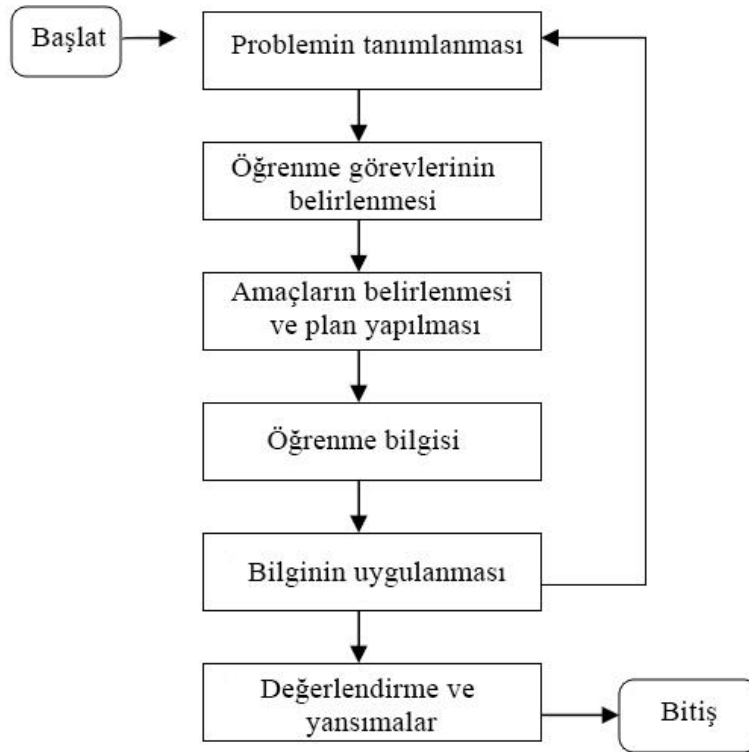 Başlat
Problemin tanımlanması
Öğrenme görevlerinin
belirlenmesi
Amaçların belirlenmesi
ve plan yapılması
Öğrenme bilgisi
Bilginin uygulanması
Değerlendirme ve
yansımalar
Bitiş